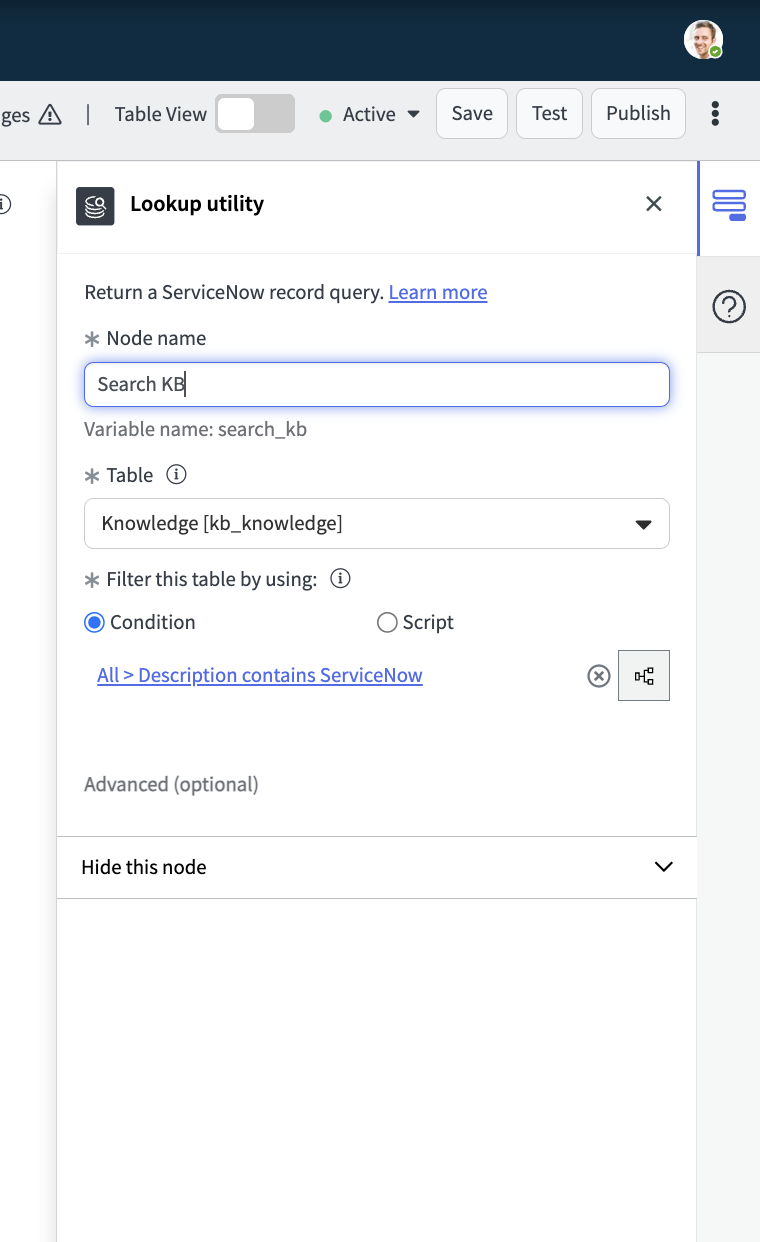 ges | Table View Active Save Test Publish
Lookup utility
Return a ServiceNow record query. Learn more
* Node name
Search KB
Variable name: search_kb
* Table
Knowledge [kb_knowledge]
* Filter this table by using:
Condition Script
All > Description contains ServiceNow
Advanced (optional)
Hide this node